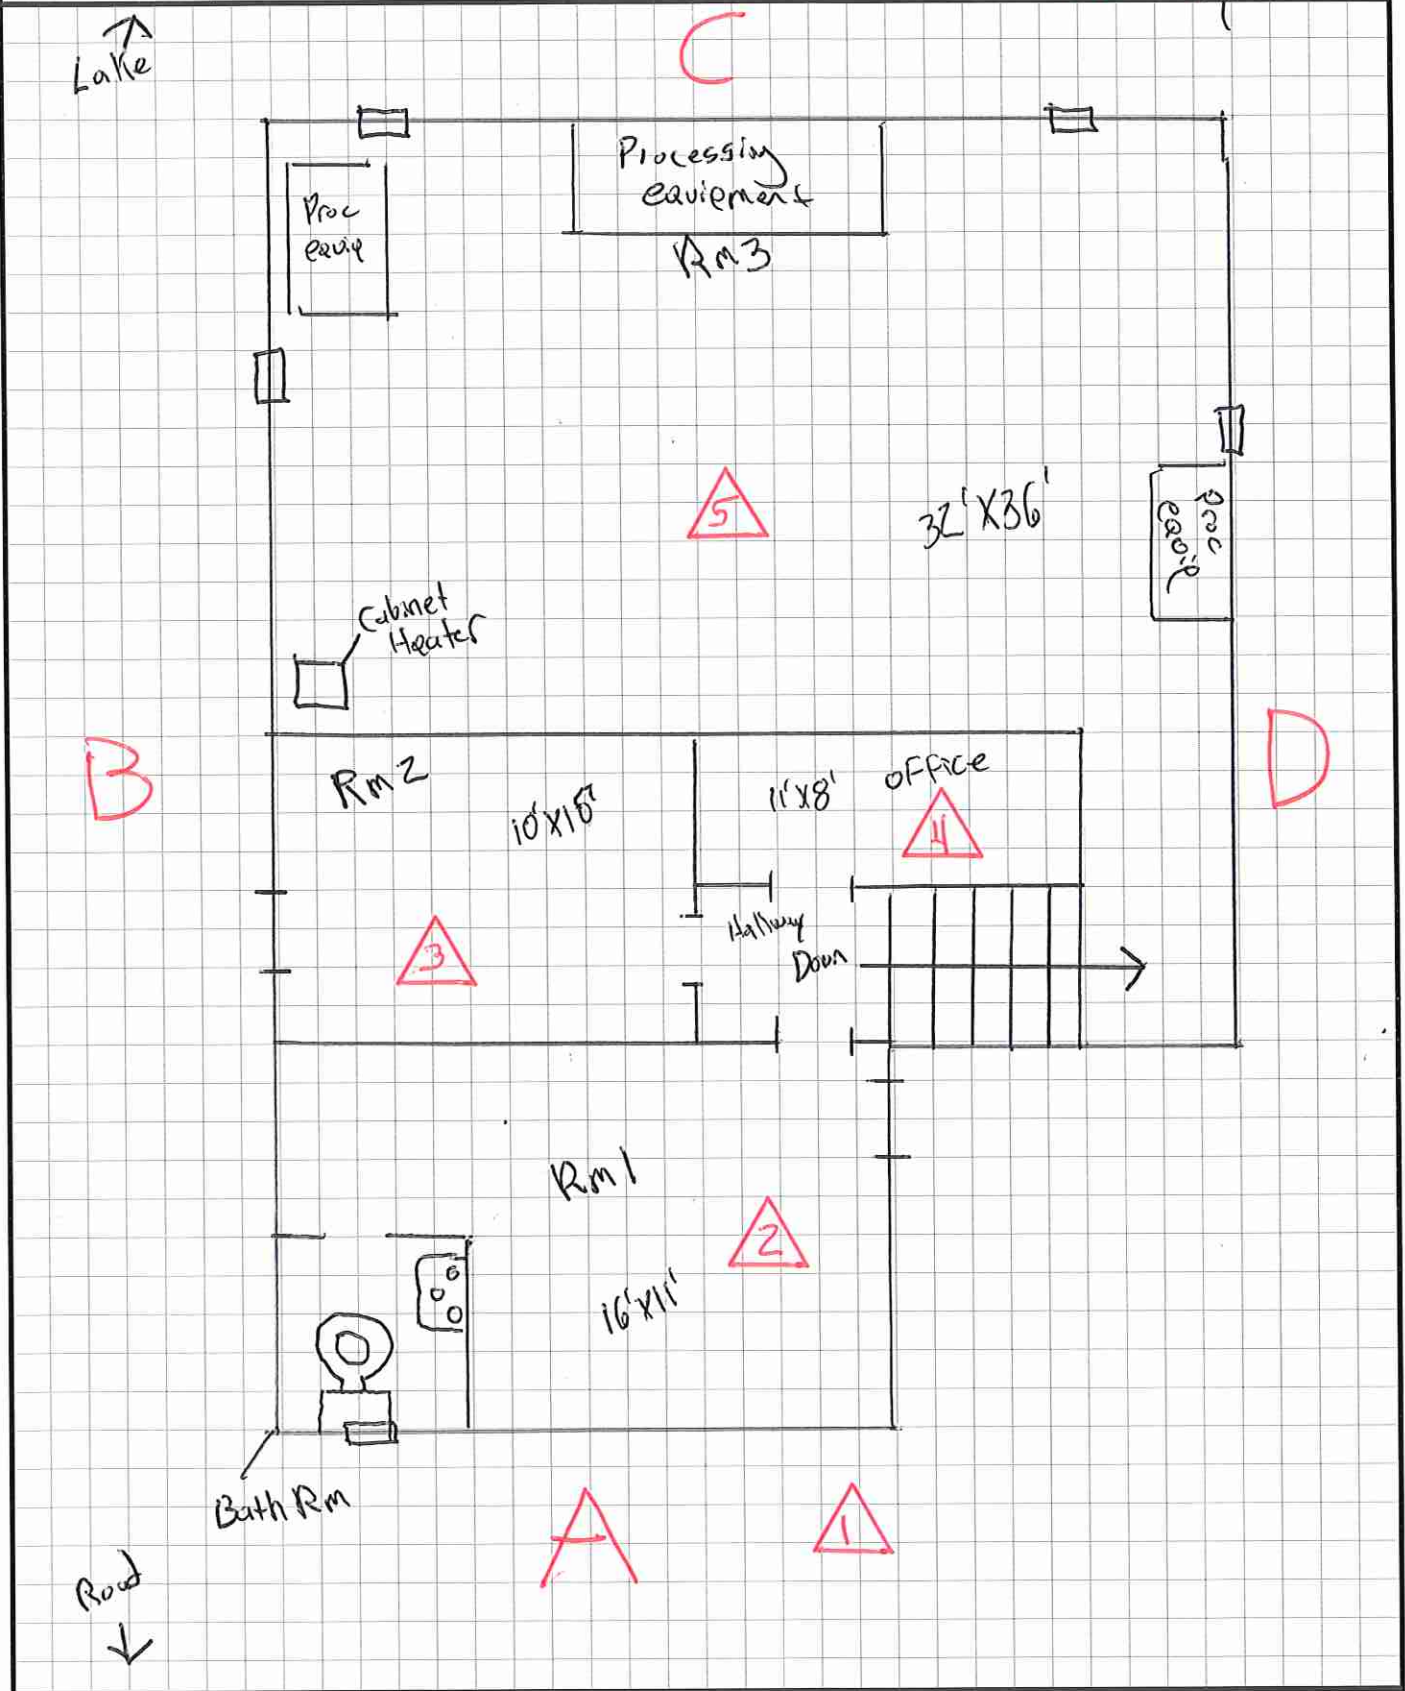 Lake
C
Processing
equiement
Proc
equip
Rm3
5
32'X36'
Proc
equip
Cabinet
Heater
B
D
Rm2
10'X18'
11'X8'
office
4
3
Hallway
Down
Rm1
2
16'X11'
Bath Rm
A
1
Road